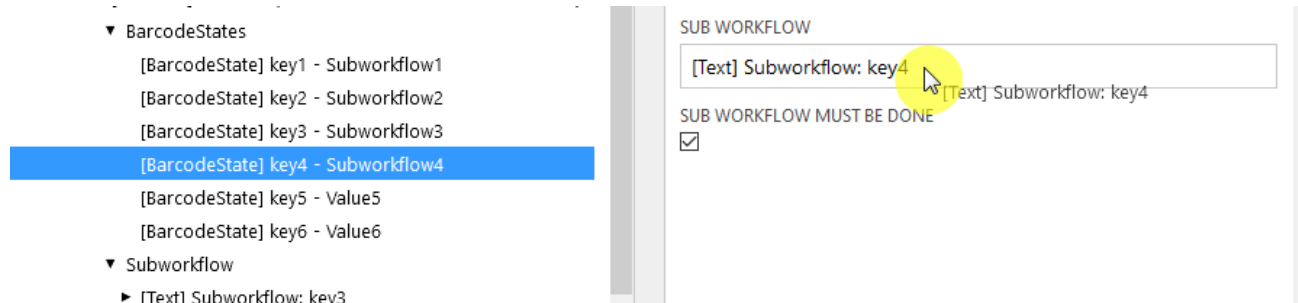 BarcodeStates
[BarcodeState] key1 - Subworkflow1
[BarcodeState] key2 - Subworkflow2
[BarcodeState] key3 - Subworkflow3
[BarcodeState] key4 - Subworkflow4
[BarcodeState] key5 - Value5
[BarcodeState] key6 - Value6
Subworkflow
[Text] Subworkflow: key3
SUB WORKFLOW
[Text] Subworkflow: key4
[Text] Subworkflow: key4
SUB WORKFLOW MUST BE DONE